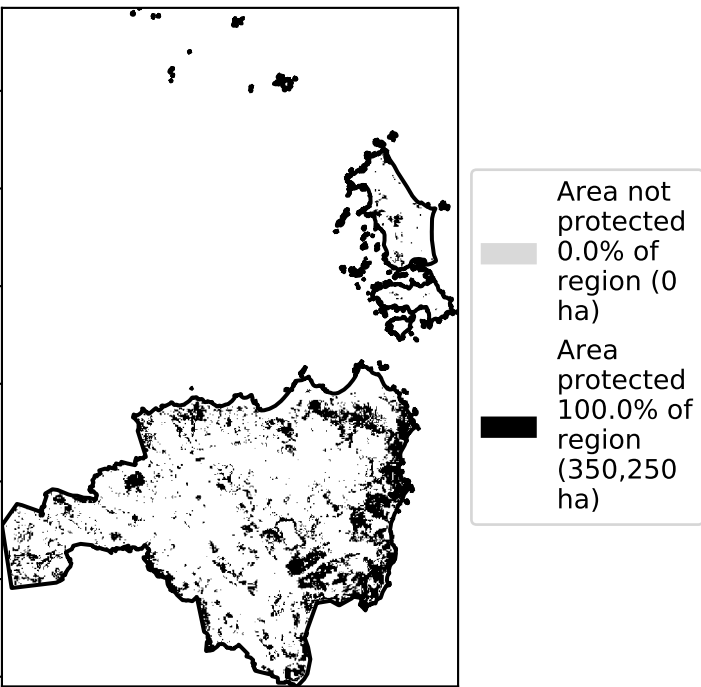 Area not
protected
0.0% of
region (0
ha)
Area
protected
100.0% of
region
(350,250
ha)